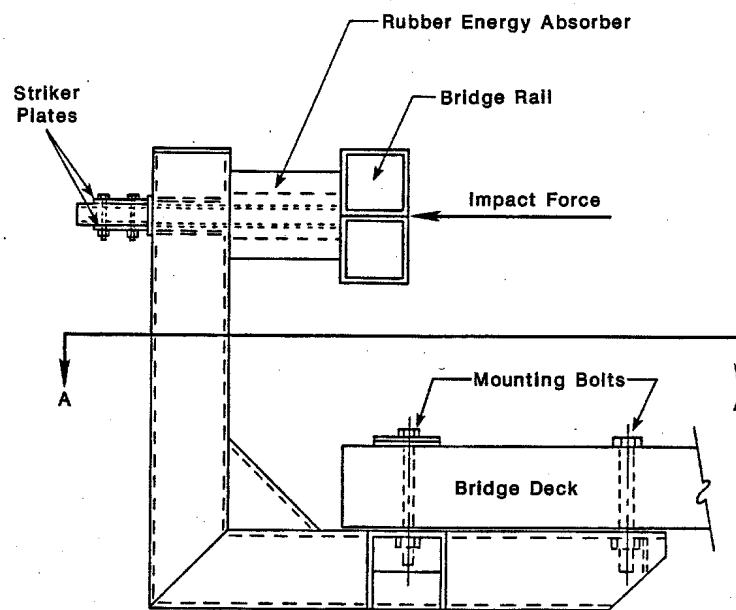 Rubber Energy Absorber
Striker
Plates
Bridge Rail
Impact Force
A
Mounting Bolts
Bridge Deck